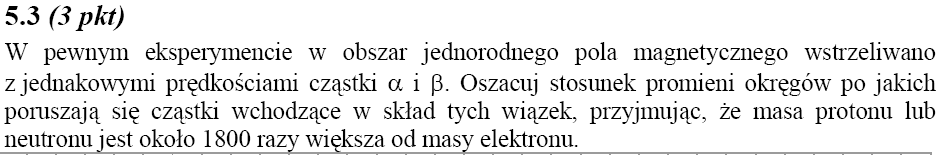 5.3 (3 pkt)
W pewnym eksperymencie w obszar jednorodnego pola magnetycznego wstrzeliwano
z jednakowymi prędkościami cząstki α i β. Oszacuj stosunek promieni okręgów po jakich
poruszają się cząstki wchodzące w skład tych wiązek, przyjmując, że masa protonu lub
neutronu jest około 1800 razy większa od masy elektronu.